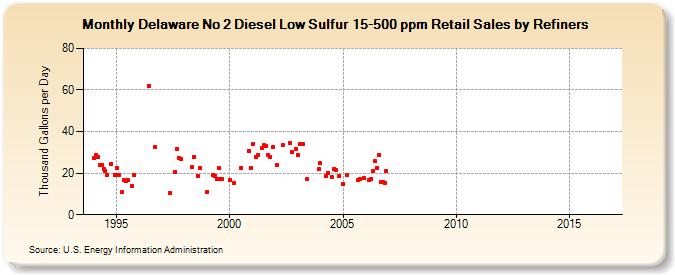 Monthly Delaware No 2 Diesel Low Sulfur 15-500 ppm Retail Sales by Refiners
Thousand Gallons per Day
80
60
40
20
0
1995 2000 2005 2010 2015
Source: U.S. Energy Information Administration